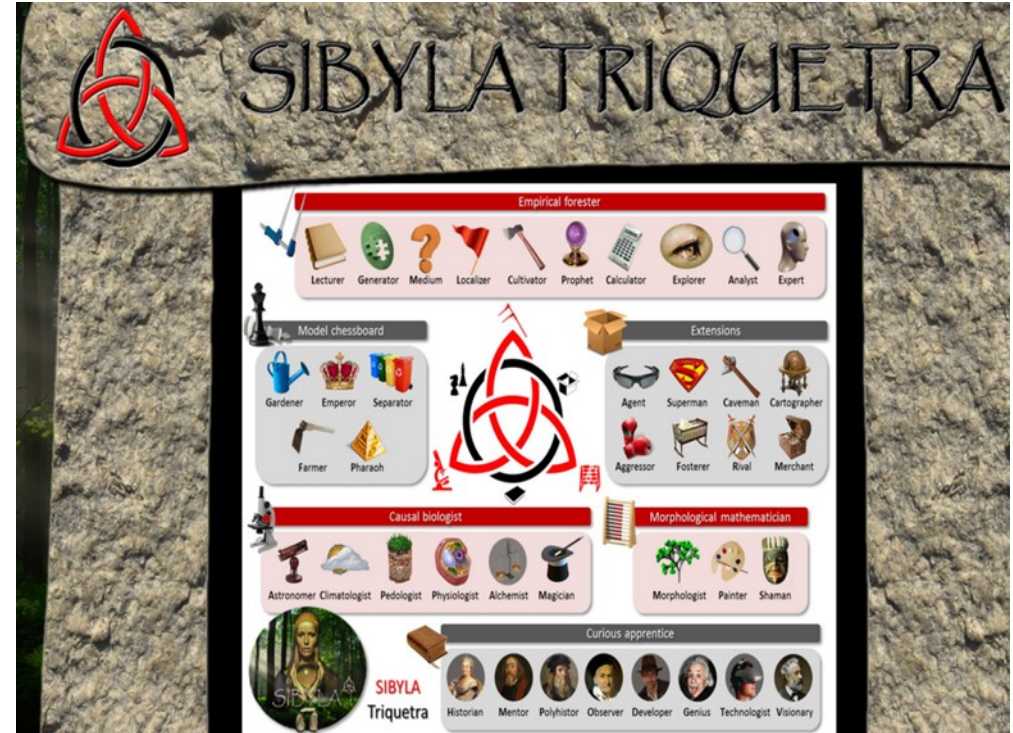 SIBYLA TRIQUETRA
Empirical forester
Lecturer Generator Medium Localizer Cultivator Prophet Calculator Explorer Analyst Expert
Model chessboard
Gardener Emperor Separator
Farmer Pharaoh
Extensions
Agent Superman Caveman Cartographer
Aggressor Fosterer Rival Merchant
Causal biologist
Astronomer Climatologist Pedologist Physiologist Alchemist Magician
Morphological mathematician
Morphologist Painter Shaman
SIBYLA
SIBYLA
Triquetra
Curious apprentice
Historian Mentor Polyhistor Observer Developer Genius Technologist Visionary